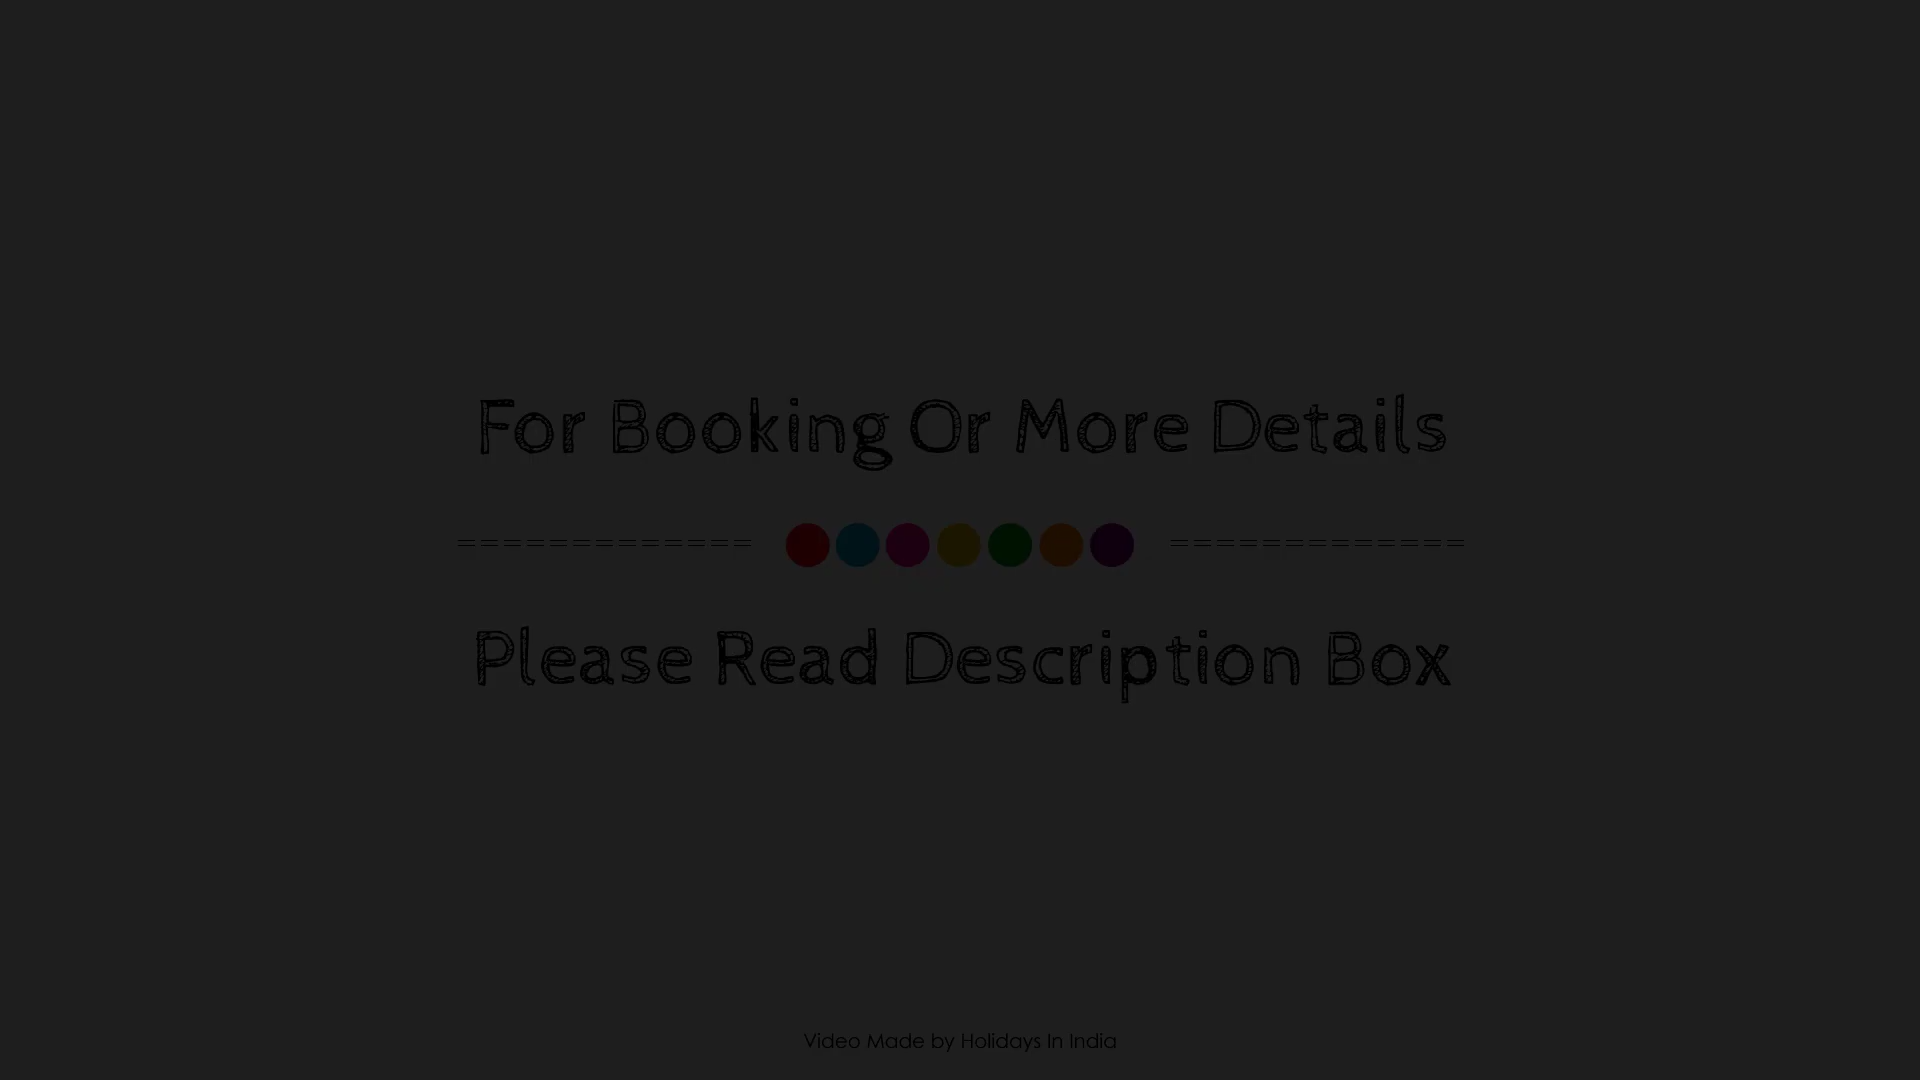 For Booking Or More Details
============= =============
Please Read Description Box
Video Made by Holidays In India